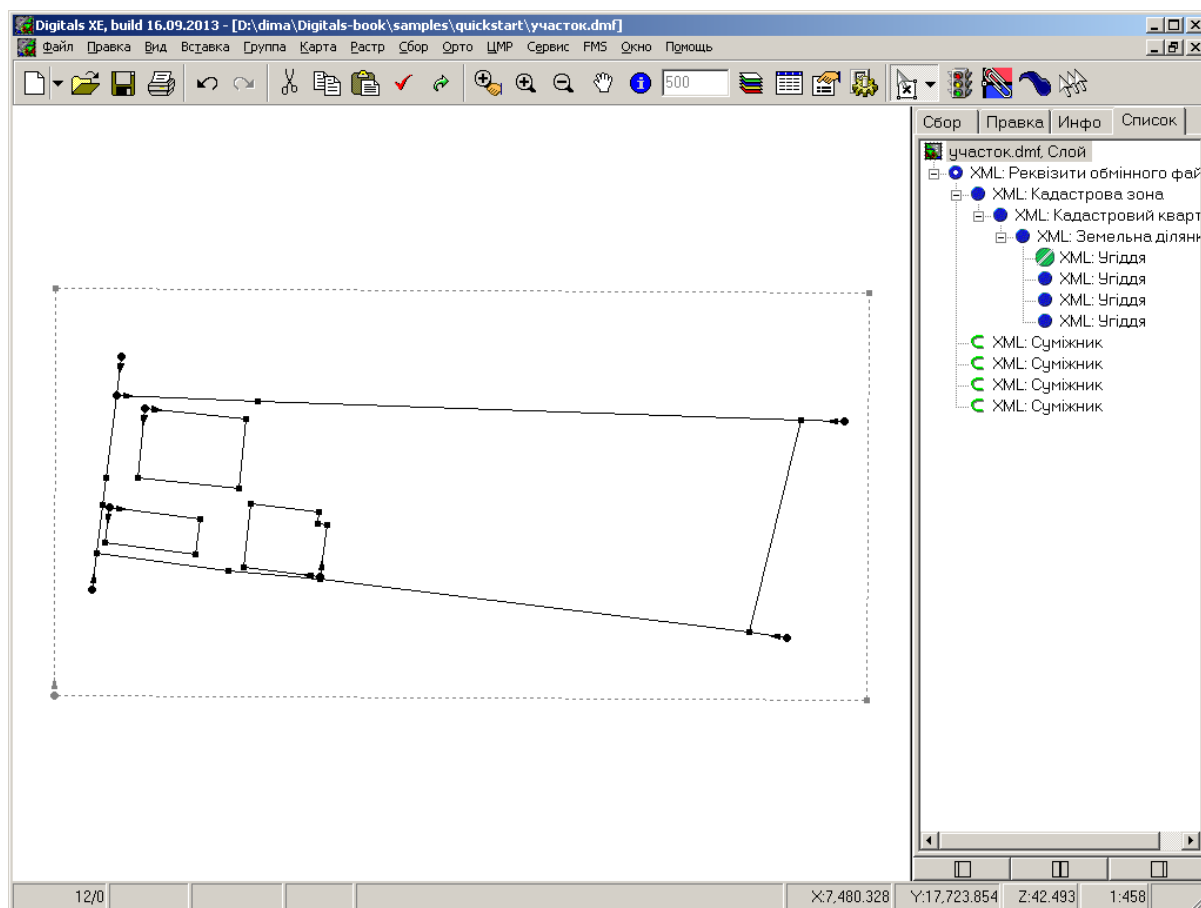 Digitals XE, build 16.09.2013 - [D:\dima\Digitals-book\samples\quickstart\участок.dmf]
Файл Правка Вид Вставка Группа Карта Растр Сбор Орто ЦМР Сервис FMS Окно Помощь
500
Сбор Правка Инфо Список
участок.dmf, Слой
XML: Реквізити обмінного фай
XML: Кадастрова зона
XML: Кадастровий кварт
XML: Земельна ділянк
XML: Угіддя
XML: Угіддя
XML: Угіддя
XML: Угіддя
XML: Суміжник
XML: Суміжник
XML: Суміжник
XML: Суміжник
12/0 X:7,480.328 Y:17,723.854 Z:42.493 1:458